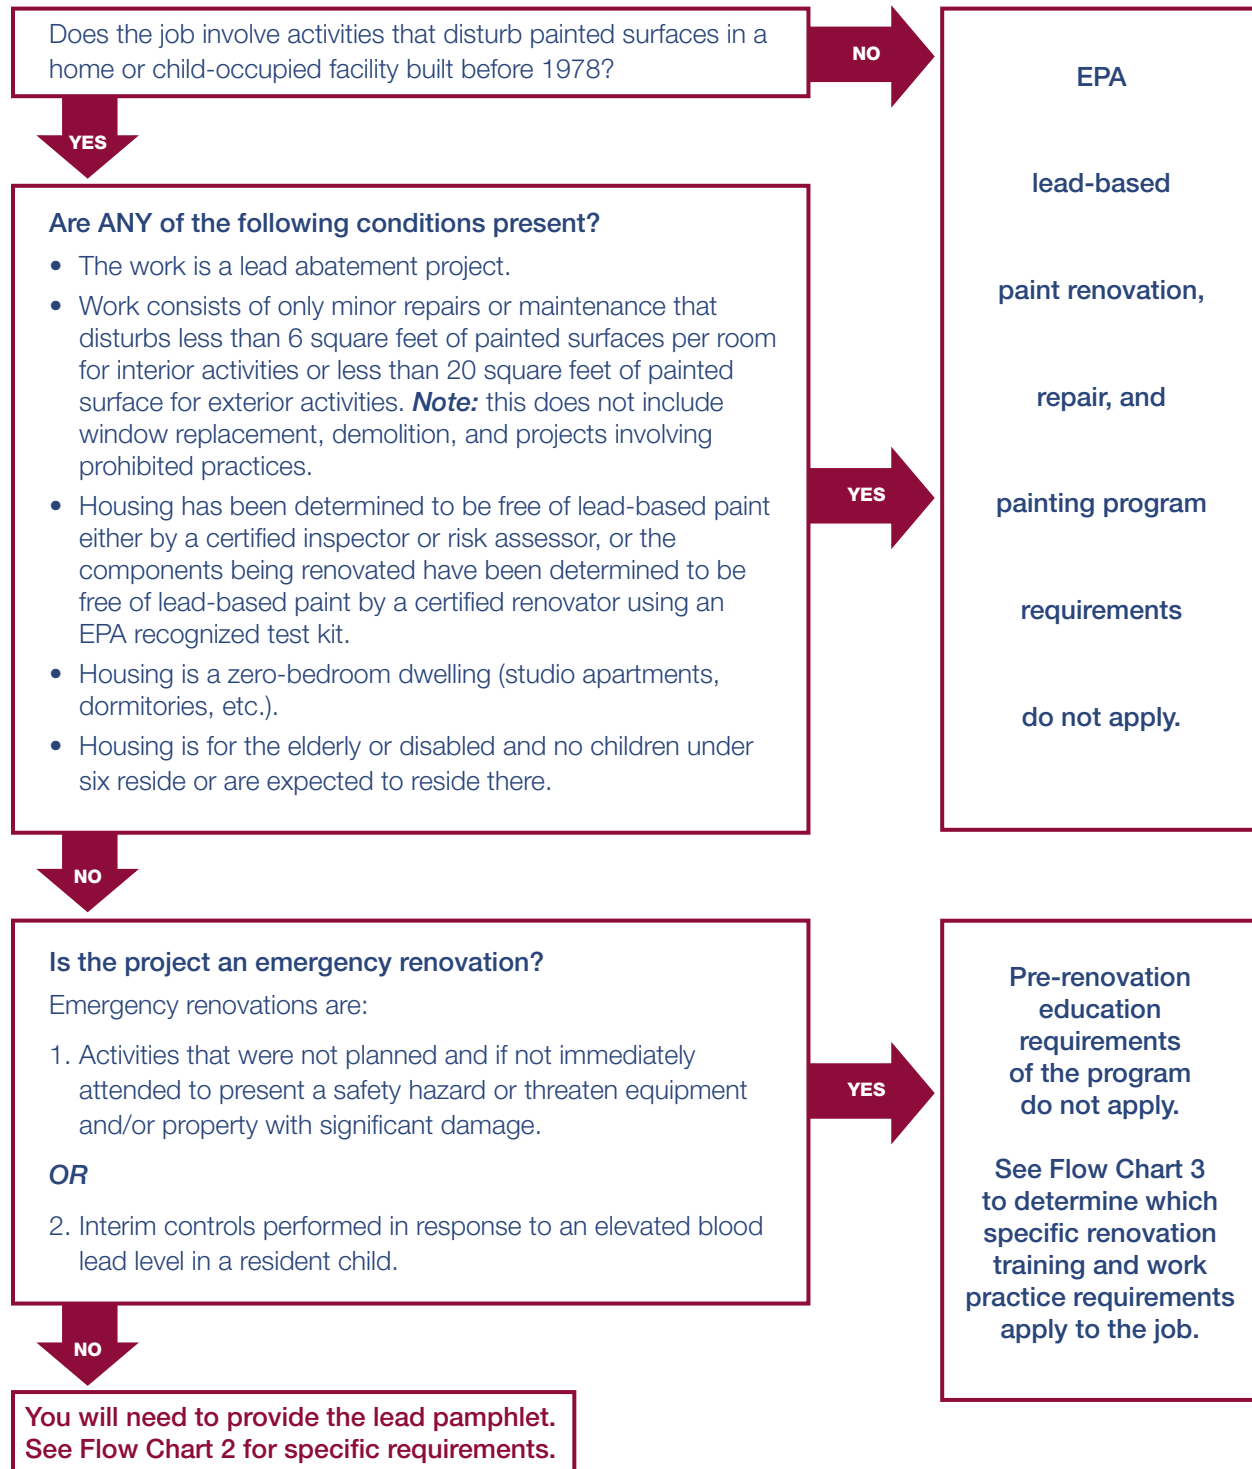 Does the job involve activities that disturb painted surfaces in a
home or child-occupied facility built before 1978?
NO
YES
EPA
lead-based
paint renovation,
repair, and
painting program
requirements
do not apply.
Are ANY of the following conditions present?
• The work is a lead abatement project.
• Work consists of only minor repairs or maintenance that
disturbs less than 6 square feet of painted surfaces per room
for interior activities or less than 20 square feet of painted
surface for exterior activities. Note: this does not include
window replacement, demolition, and projects involving
prohibited practices.
• Housing has been determined to be free of lead-based paint
either by a certified inspector or risk assessor, or the
components being renovated have been determined to be
free of lead-based paint by a certified renovator using an
EPA recognized test kit.
• Housing is a zero-bedroom dwelling (studio apartments,
dormitories, etc.).
• Housing is for the elderly or disabled and no children under
six reside or are expected to reside there.
YES
NO
Is the project an emergency renovation?
Emergency renovations are:
1. Activities that were not planned and if not immediately
attended to present a safety hazard or threaten equipment
and/or property with significant damage.
OR
2. Interim controls performed in response to an elevated blood
lead level in a resident child.
YES
Pre-renovation
education
requirements
of the program
do not apply.
See Flow Chart 3
to determine which
specific renovation
training and work
practice requirements
apply to the job.
NO
You will need to provide the lead pamphlet.
See Flow Chart 2 for specific requirements.